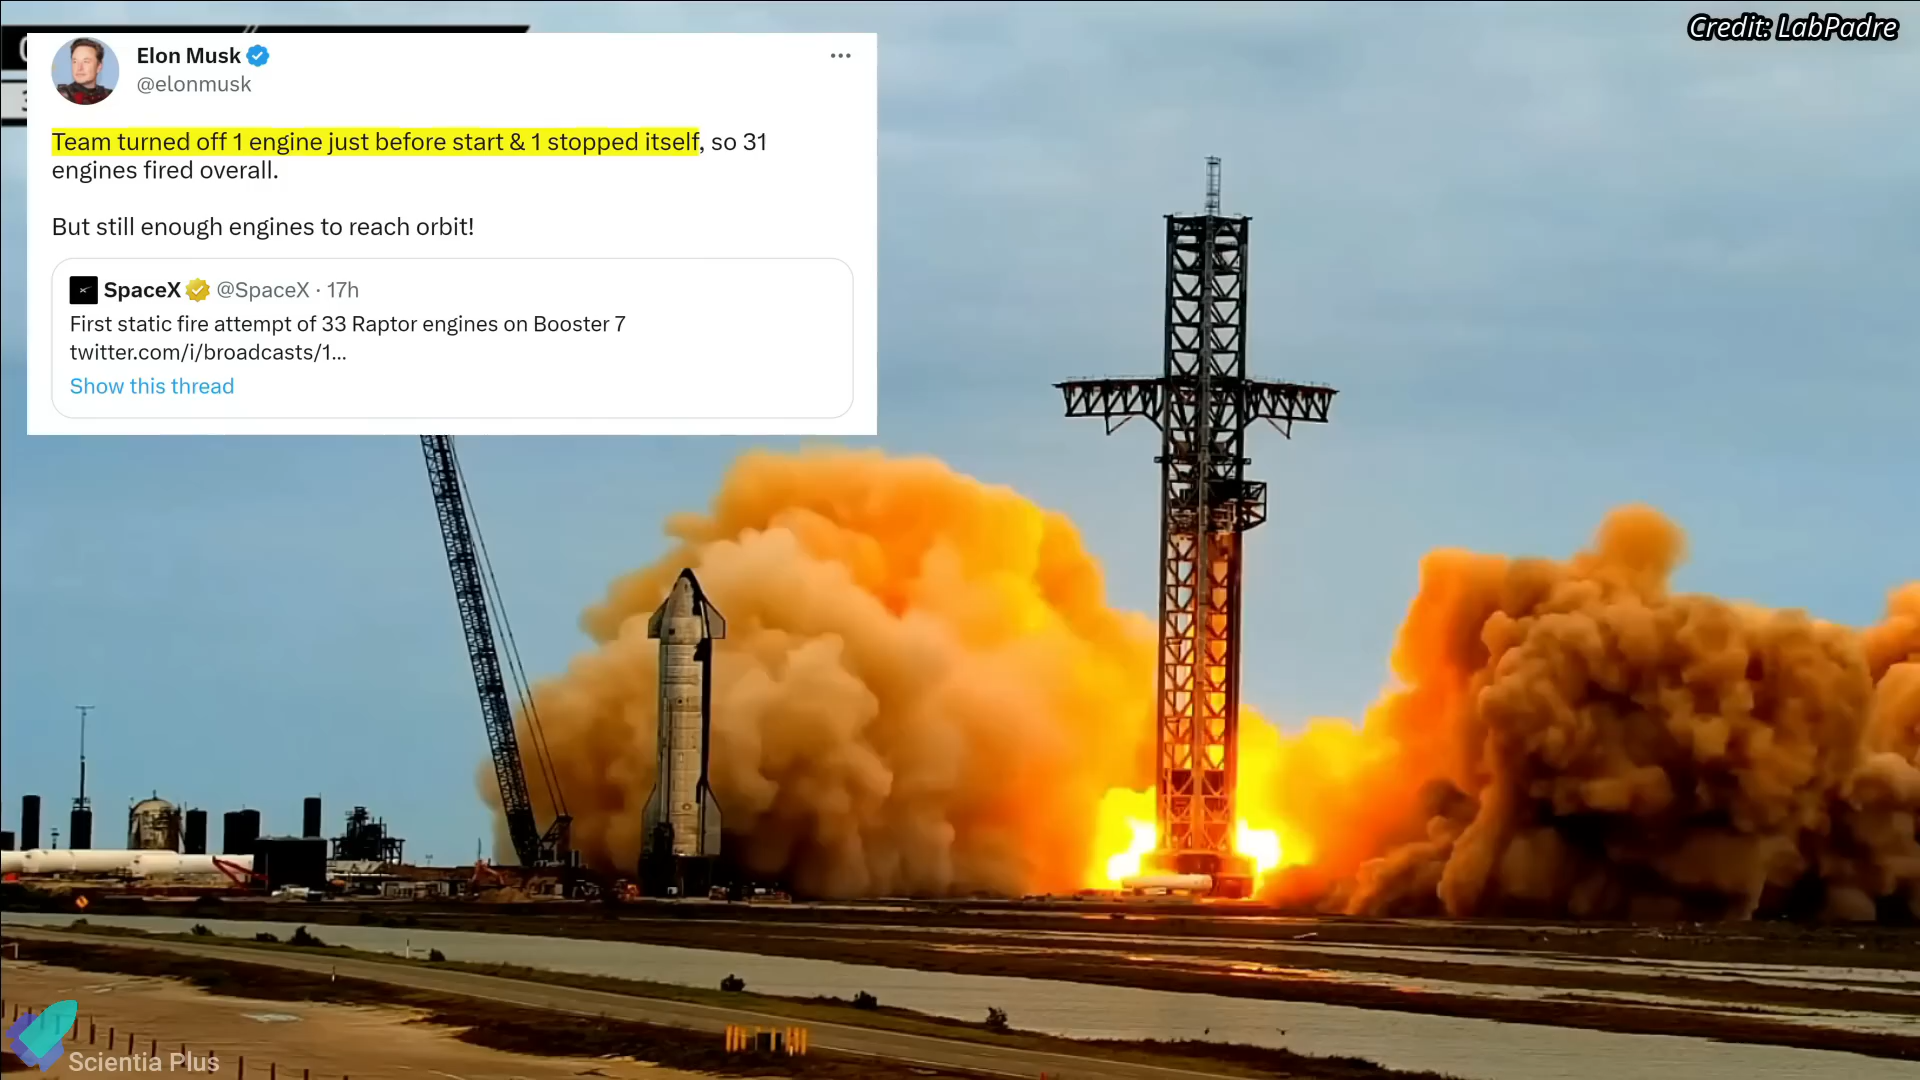 Credit: LabPadre
Elon Musk
@elonmusk
Team turned off 1 engine just before start & 1 stopped itself, so 31
engines fired overall.
But still enough engines to reach orbit!
SpaceX @SpaceX · 17h
First static fire attempt of 33 Raptor engines on Booster 7
twitter.com/i/broadcasts/1...
Show this thread
Scientia Plus